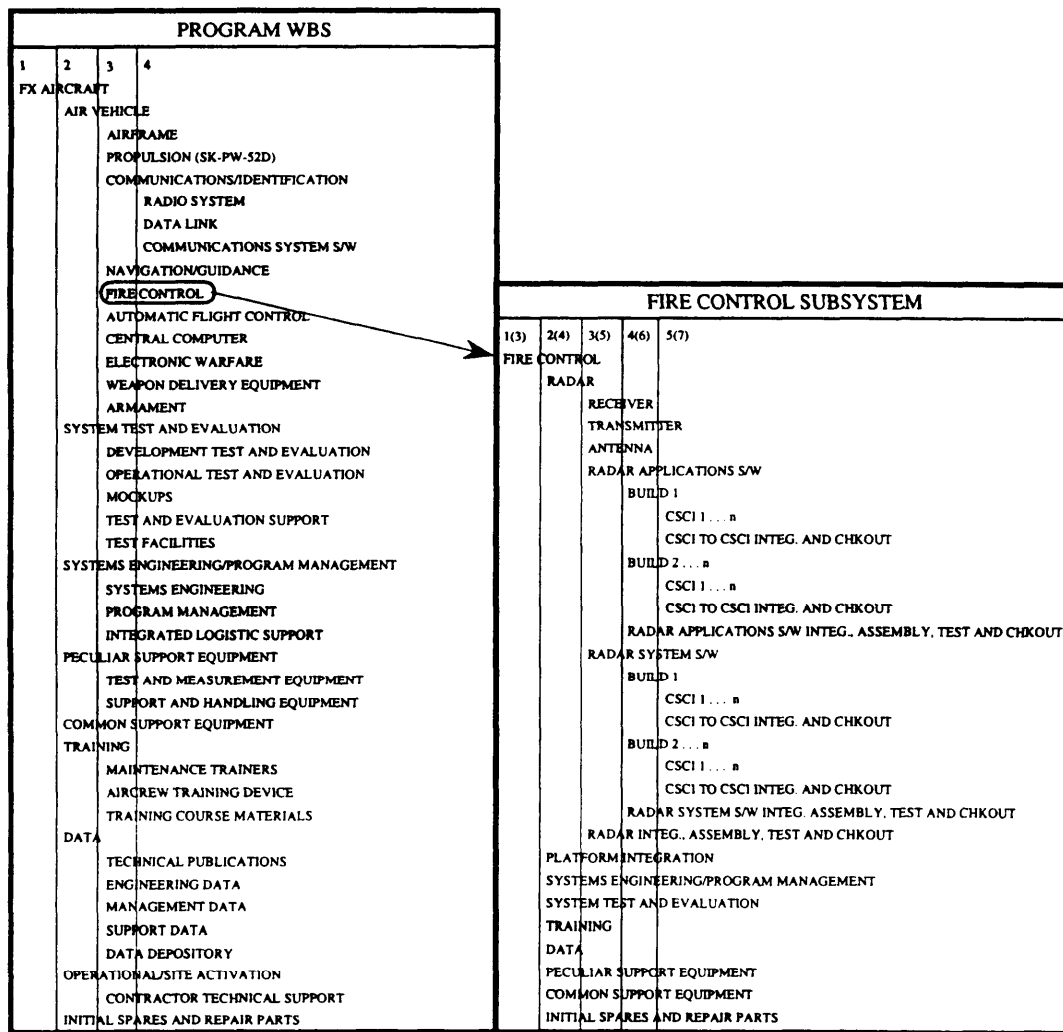 PROGRAM WBS
1 2 3 4
FX AIRCRAFT
AIR VEHICLE
AIRFRAME
PROPULSION (SK-PW-52D)
COMMUNICATIONS/IDENTIFICATION
RADIO SYSTEM
DATA LINK
COMMUNICATIONS SYSTEM S/W
NAVIGATION/GUIDANCE
FIRE CONTROL
AUTOMATIC FLIGHT CONTROL
CENTRAL COMPUTER
ELECTRONIC WARFARE
WEAPON DELIVERY EQUIPMENT
ARMAMENT
SYSTEM TEST AND EVALUATION
DEVELOPMENT TEST AND EVALUATION
OPERATIONAL TEST AND EVALUATION
MOCKUPS
TEST AND EVALUATION SUPPORT
TEST FACILITIES
SYSTEMS ENGINEERING/PROGRAM MANAGEMENT
SYSTEMS ENGINEERING
PROGRAM MANAGEMENT
INTEGRATED LOGISTIC SUPPORT
PECULIAR SUPPORT EQUIPMENT
TEST AND MEASUREMENT EQUIPMENT
SUPPORT AND HANDLING EQUIPMENT
COMMON SUPPORT EQUIPMENT
TRAINING
MAINTENANCE TRAINERS
AIRCREW TRAINING DEVICE
TRAINING COURSE MATERIALS
DATA
TECHNICAL PUBLICATIONS
ENGINEERING DATA
MANAGEMENT DATA
SUPPORT DATA
DATA DEPOSITORY
OPERATIONAL/SITE ACTIVATION
CONTRACTOR TECHNICAL SUPPORT
INITIAL SPARES AND REPAIR PARTS
FIRE CONTROL SUBSYSTEM
1(3) 2(4) 3(5) 4(6) 5(7)
FIRE CONTROL
RADAR
RECEIVER
TRANSMITTER
ANTENNA
RADAR APPLICATIONS S/W
BUILD 1
CSCI 1 . . . n
CSCI TO CSCI INTEG. AND CHKOUT
BUILD 2 . . . n
CSCI 1 . . . n
CSCI TO CSCI INTEG. AND CHKOUT
RADAR APPLICATIONS S/W INTEG., ASSEMBLY, TEST AND CHKOUT
RADAR SYSTEM S/W
BUILD 1
CSCI 1 . . . n
CSCI TO CSCI INTEG. AND CHKOUT
BUILD 2 . . . n
CSCI 1 . . . n
CSCI TO CSCI INTEG. AND CHKOUT
RADAR SYSTEM S/W INTEG. ASSEMBLY, TEST AND CHKOUT
RADAR INTEG., ASSEMBLY, TEST AND CHKOUT
PLATFORM INTEGRATION
SYSTEMS ENGINEERING/PROGRAM MANAGEMENT
SYSTEM TEST AND EVALUATION
TRAINING
DATA
PECULIAR SUPPORT EQUIPMENT
COMMON SUPPORT EQUIPMENT
INITIAL SPARES AND REPAIR PARTS